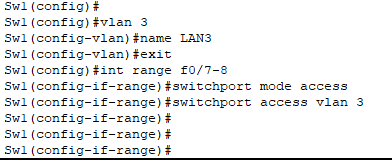 Sw1(config)#
Sw1(config)#vlan 3
Sw1(config-vlan)#name LAN3
Sw1(config-vlan)#exit
Sw1(config)#int range f0/7-8
Sw1(config-if-range)#switchport mode access
Sw1(config-if-range)#switchport access vlan 3
Sw1(config-if-range)#
Sw1(config-if-range)#
Sw1(config-if-range)#